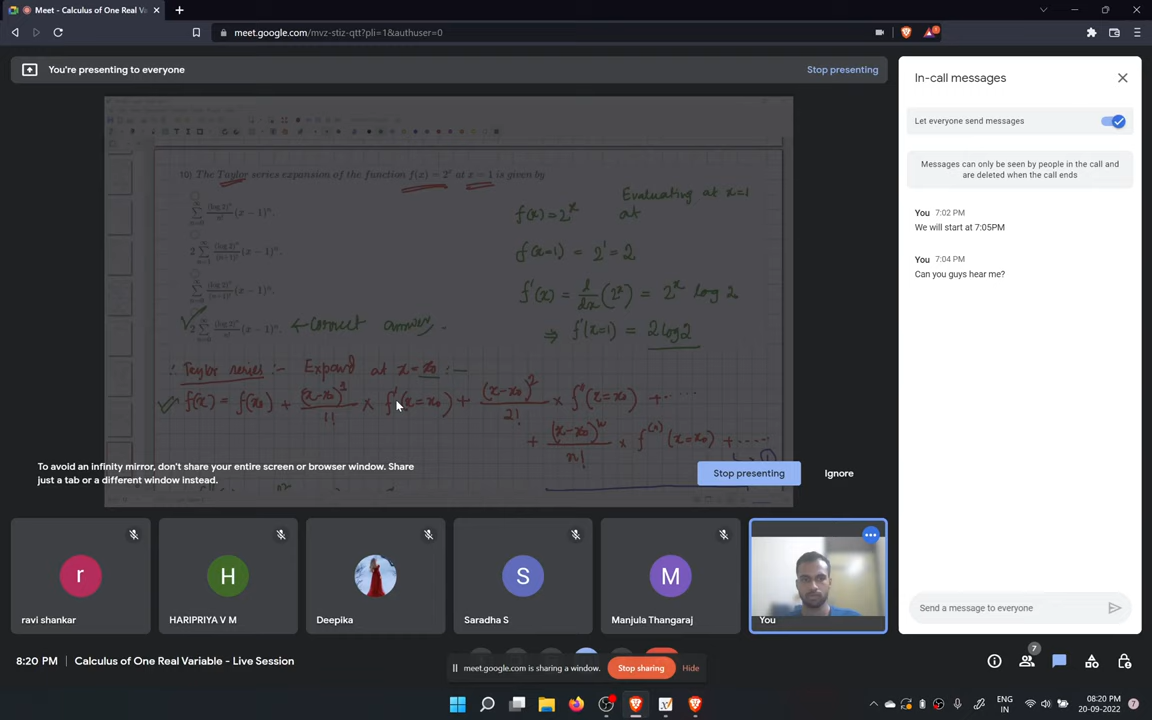 Meet - Calculus of One Real Va
meet.google.com/mvz-stiz-qtt?pli=1&authuser=0
You're presenting to everyone
Stop presenting
In-call messages
Let everyone send messages
Messages can only be seen by people in the call and
are deleted when the call ends
You 7:02 PM
We will start at 7:05PM
You 7:04 PM
Can you guys hear me?
10) The Taylor series expansion of the function f(x) = 2^x at x = 1 is given by
Evaluating at x=1
at
f(x) = 2^x
f(x=1) = 2^1 = 2
f'(x) = d/dx (2^x) = 2^x log 2
⇒ f'(x=1) = 2 log 2
← correct answer.
∴ Taylor series :- Expand at x = x₀ :-
f(x) = f(x₀) + (x-x₀)^1/1! × f'(x=x₀) + (x-x₀)^2/2! × f''(x=x₀) + ....
+ (x-x₀)^n/n! × f^(n) (x=x₀) + ....
To avoid an infinity mirror, don't share your entire screen or browser window. Share
just a tab or a different window instead.
Stop presenting
Ignore
r
H
S
M
ravi shankar
HARIPRIYA V M
Deepika
Saradha S
Manjula Thangaraj
You
Send a message to everyone
8:20 PM | Calculus of One Real Variable - Live Session
7
meet.google.com is sharing a window.
Stop sharing
Hide
ENG
IN
08:20 PM
20-09-2022
7